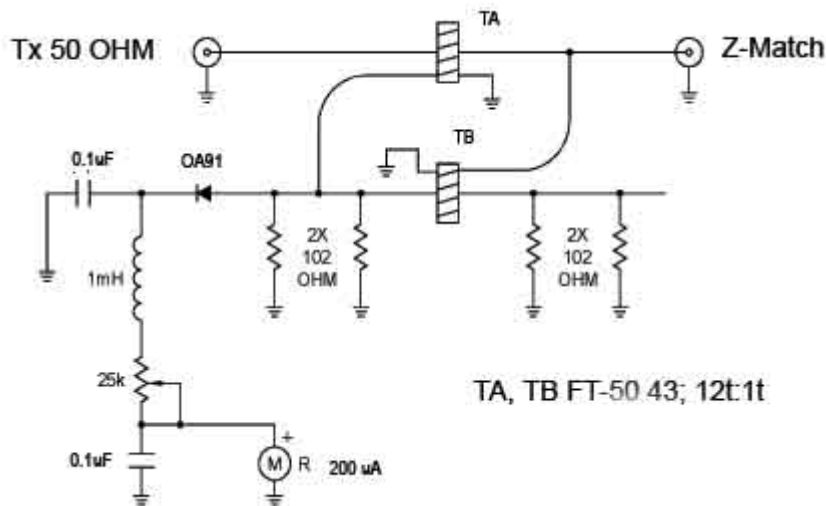 TA
Tx 50 OHM
Z-Match
TB
0.1uF
OA91
2X
102
OHM
2X
102
OHM
1mH
25k
TA, TB FT-50 43; 12t:1t
+
0.1uF
M
R
200 uA